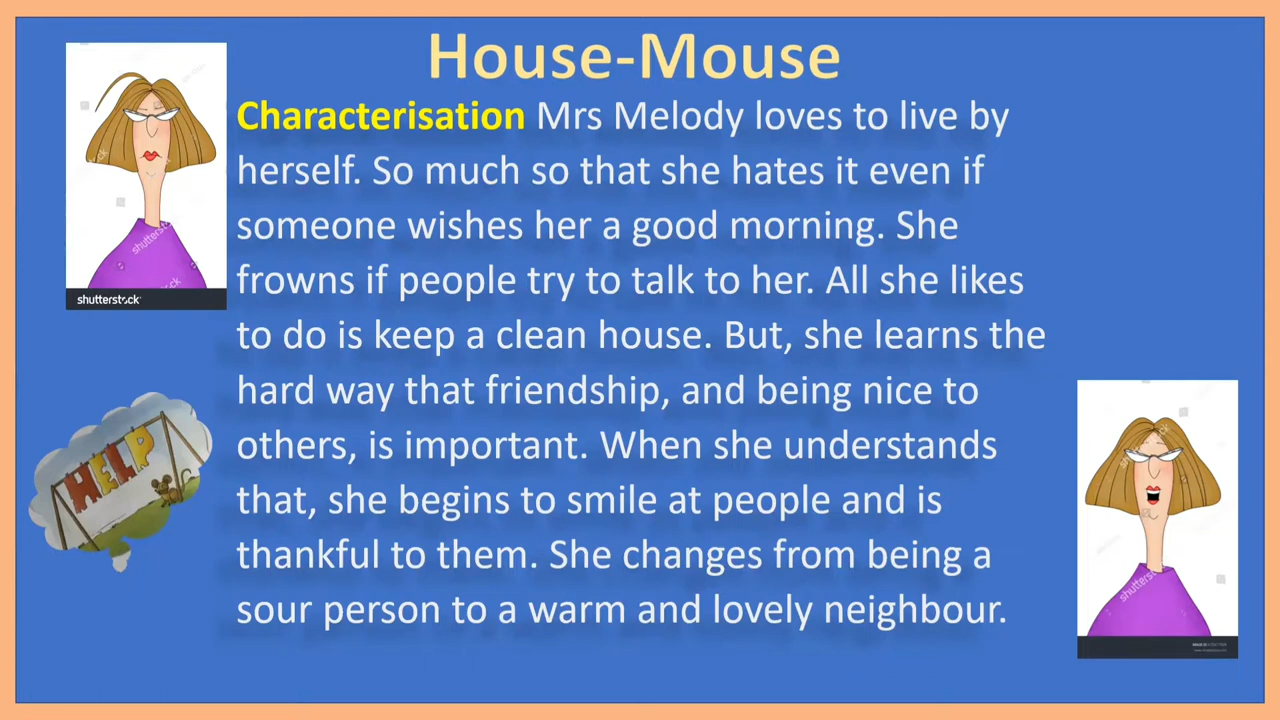 House-Mouse
Characterisation Mrs Melody loves to live by
herself. So much so that she hates it even if
someone wishes her a good morning. She
frowns if people try to talk to her. All she likes
to do is keep a clean house. But, she learns the
hard way that friendship, and being nice to
others, is important. When she understands
that, she begins to smile at people and is
thankful to them. She changes from being a
sour person to a warm and lovely neighbour.
shutterstock
HELP